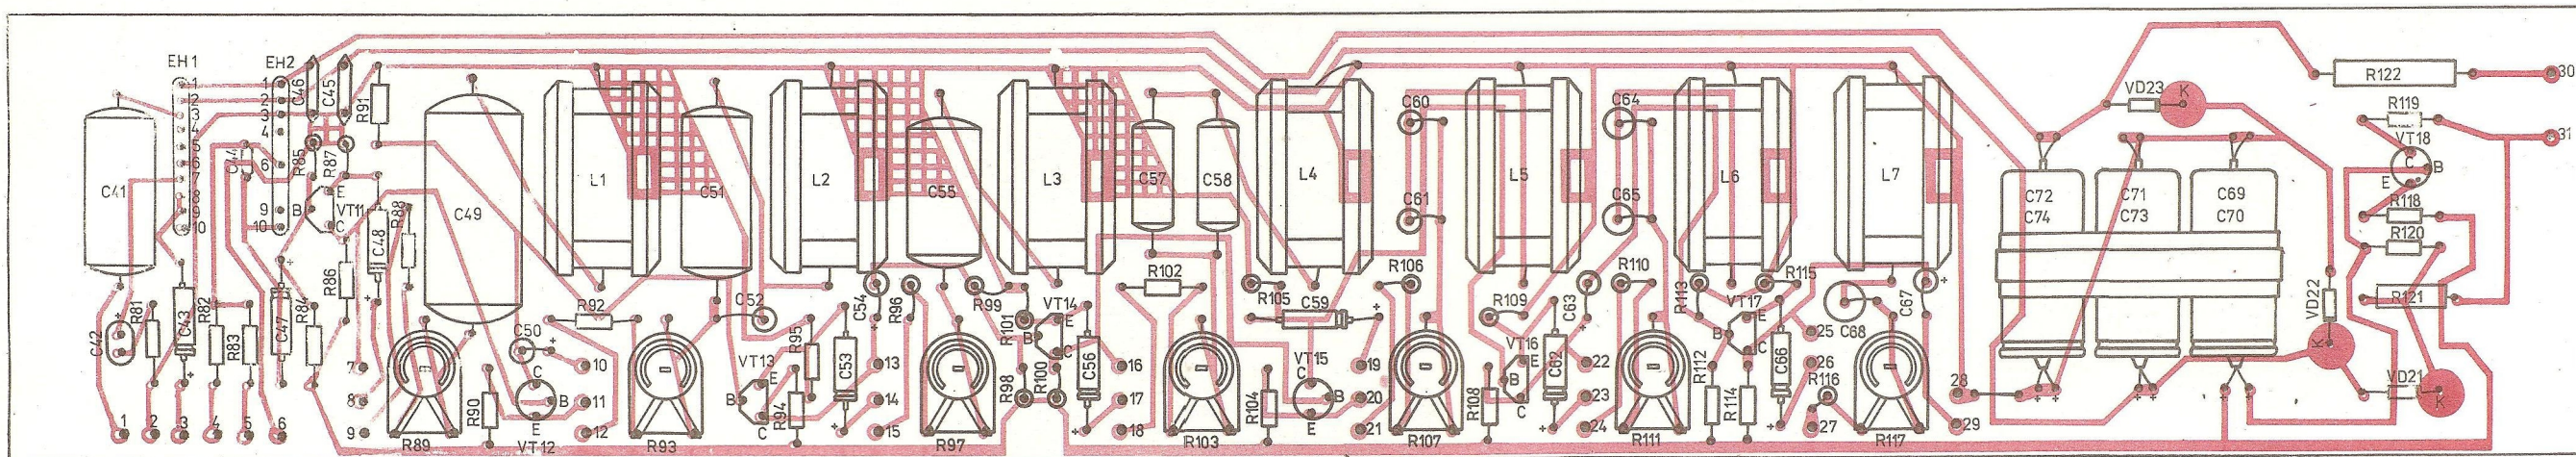 EH1
EH2
C46
C45
R91
1
2
3
4
5
6
7
8
9
10
1
2
3
4
6
9
10
C41
C44
R85
R87
E
B
C
VT11
C48
R88
R86
C49
L1
C51
L2
C55
L3
C57
C58
L4
C60
C61
L5
C64
C65
L6
L7
C72
C74
C71
C73
C69
C70
VD23
K
R122
30
R119
31
VT18
C
B
E
R118
R120
R121
VD22
K
VD21
K
C42
R81
C43
R82
R83
C47
R84
7
8
9
R89
R90
C50
C
B
E
VT12
R92
10
11
12
R93
C52
VT13
E
B
C
R94
R95
C53
C54
R96
13
14
15
R97
R99
R101
R98
R100
VT14
E
B
C
C56
R102
16
17
18
R103
R104
R105
C59
VT15
C
B
E
19
20
21
R106
R107
R108
R109
VT16
E
B
C
C62
C63
22
23
24
R110
R111
R112
R113
R114
VT17
E
B
C
R115
C66
25
26
27
R116
C68
C67
R117
28
29
1
2
3
4
5
6
+
+
+
+
+
+
+
+
+
+
+
+
+
+
+ +
+ +
+ +